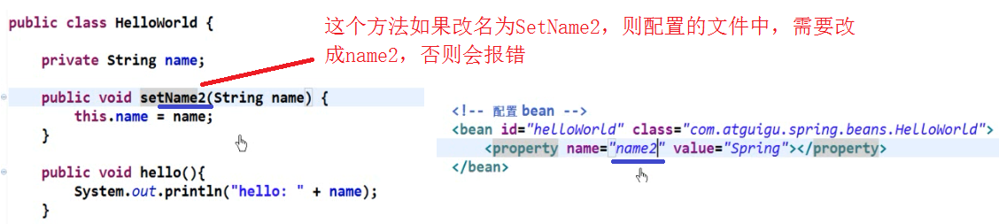 public class HelloWorld {
private String name;
public void setName2(String name) {
this.name = name;
}
public void hello(){
System.out.println("hello: " + name);
}
这个方法如果改名为SetName2，则配置的文件中，需要改
成name2，否则会报错
<!-- 配置 bean -->
<bean id="helloWorld" class="com.atguigu.spring.beans.HelloWorld">
<property name="name2" value="Spring"></property>
</bean>